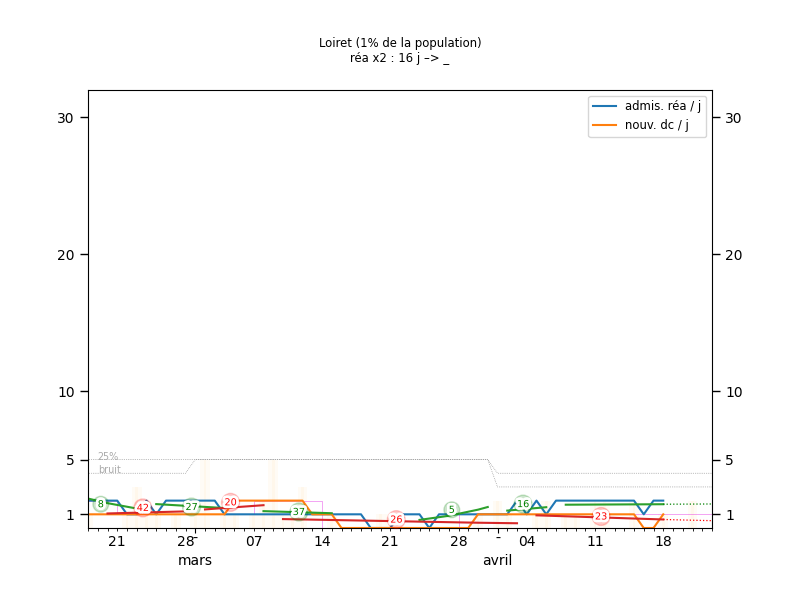 Loiret (1% de la population)
réa x2 : 16 j –> _
admis. réa / j
nouv. dc / j
30 30
20 20
10 10
5 5
1 1
25%
bruit
8 42 27 20 37 26 5 16 23
21 28 07 14 21 28 - 04 11 18
mars avril